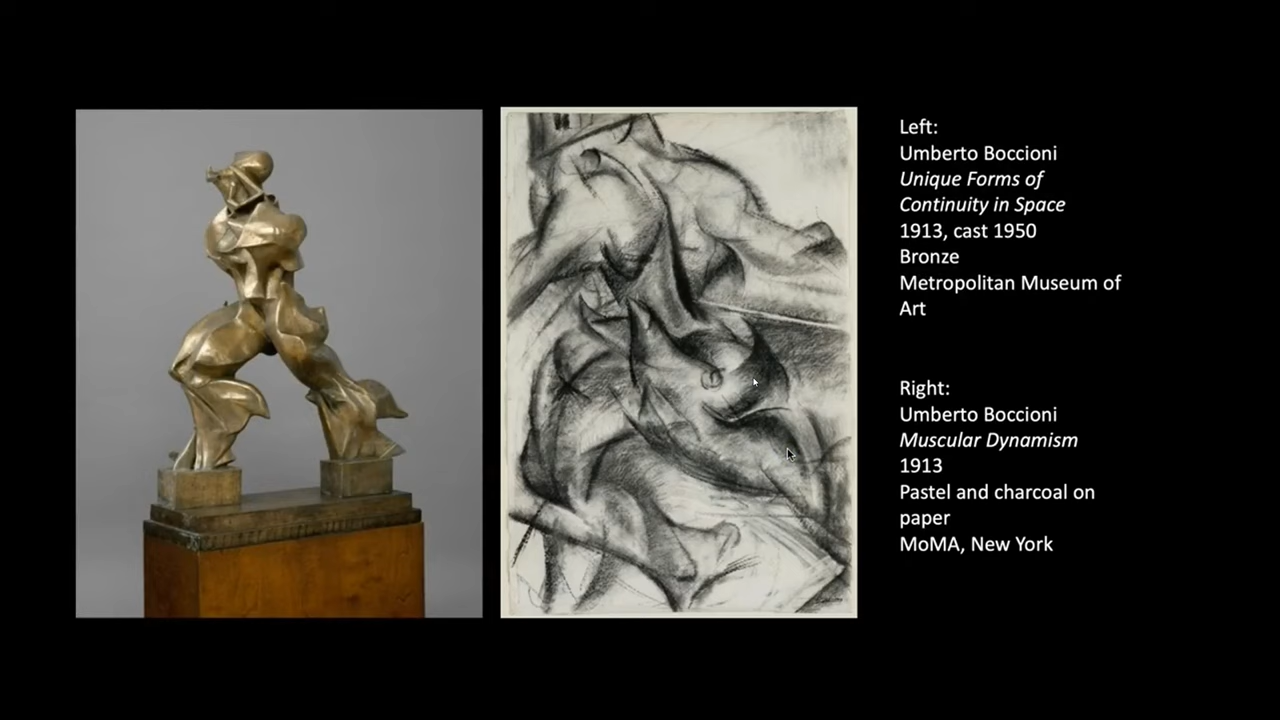 Left:
Umberto Boccioni
Unique Forms of
Continuity in Space
1913, cast 1950
Bronze
Metropolitan Museum of
Art
Right:
Umberto Boccioni
Muscular Dynamism
1913
Pastel and charcoal on
paper
MoMA, New York